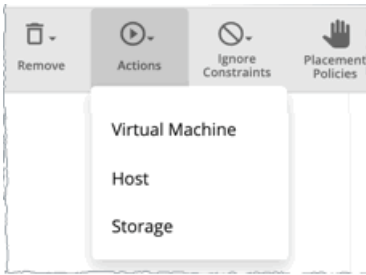 Remove
Actions
Ignore
Constraints
Placement
Policies
Virtual Machine
Host
Storage